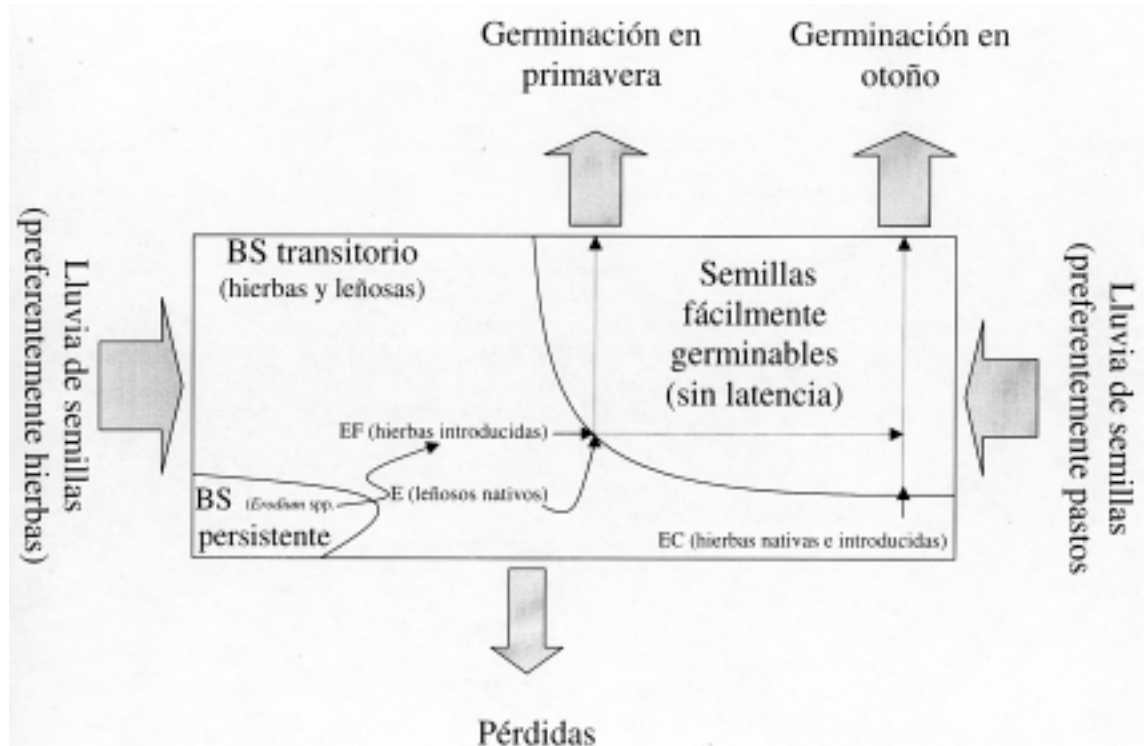 Germinación en
primavera
Germinación en
otoño
Lluvia de semillas
(preferentemente hierbas)
BS transitorio
(hierbas y leñosas)
Semillas
fácilmente
germinables
(sin latencia)
Lluvia de semillas
(preferentemente pastos
EF (hierbas introducidas)
E (leñosos nativos)
BS (Erodium spp.
persistente
EC (hierbas nativas e introducidas)
Pérdidas